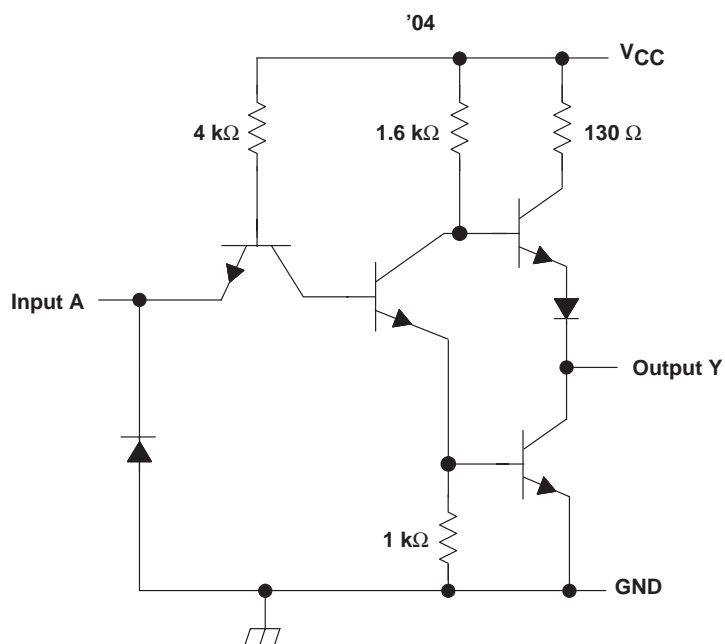 ’04
VCC
4 kΩ
1.6 kΩ
130 Ω
Input A
Output Y
1 kΩ
GND